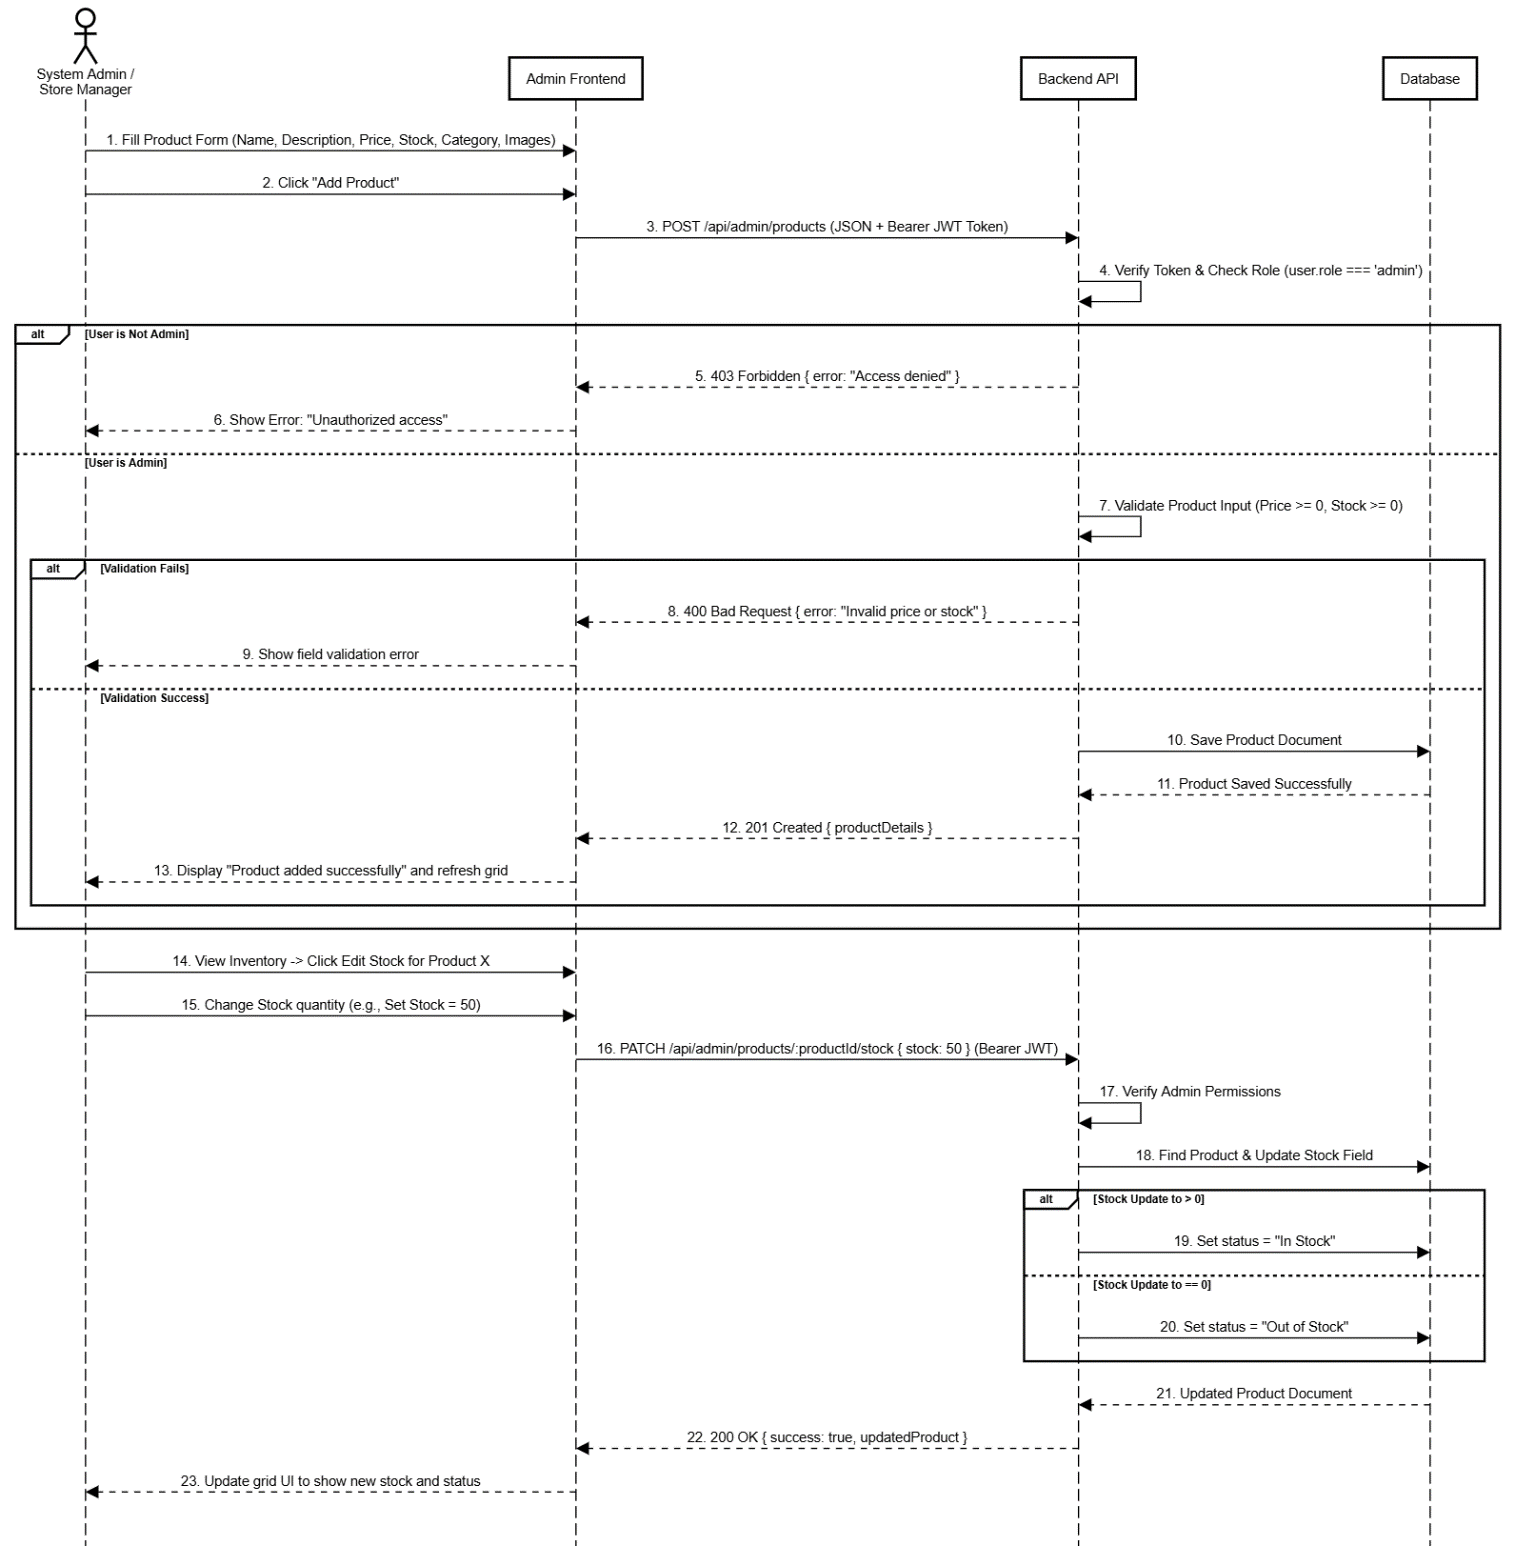 System Admin /
Store Manager
Admin Frontend
Backend API
Database
1. Fill Product Form (Name, Description, Price, Stock, Category, Images)
2. Click "Add Product"
3. POST /api/admin/products (JSON + Bearer JWT Token)
4. Verify Token & Check Role (user.role === 'admin')
alt
[User is Not Admin]
5. 403 Forbidden { error: "Access denied" }
6. Show Error: "Unauthorized access"
[User is Admin]
7. Validate Product Input (Price >= 0, Stock >= 0)
alt
[Validation Fails]
8. 400 Bad Request { error: "Invalid price or stock" }
9. Show field validation error
[Validation Success]
10. Save Product Document
11. Product Saved Successfully
12. 201 Created { productDetails }
13. Display "Product added successfully" and refresh grid
14. View Inventory -> Click Edit Stock for Product X
15. Change Stock quantity (e.g., Set Stock = 50)
16. PATCH /api/admin/products/:productId/stock { stock: 50 } (Bearer JWT)
17. Verify Admin Permissions
18. Find Product & Update Stock Field
alt
[Stock Update to > 0]
19. Set status = "In Stock"
[Stock Update to == 0]
20. Set status = "Out of Stock"
21. Updated Product Document
22. 200 OK { success: true, updatedProduct }
23. Update grid UI to show new stock and status